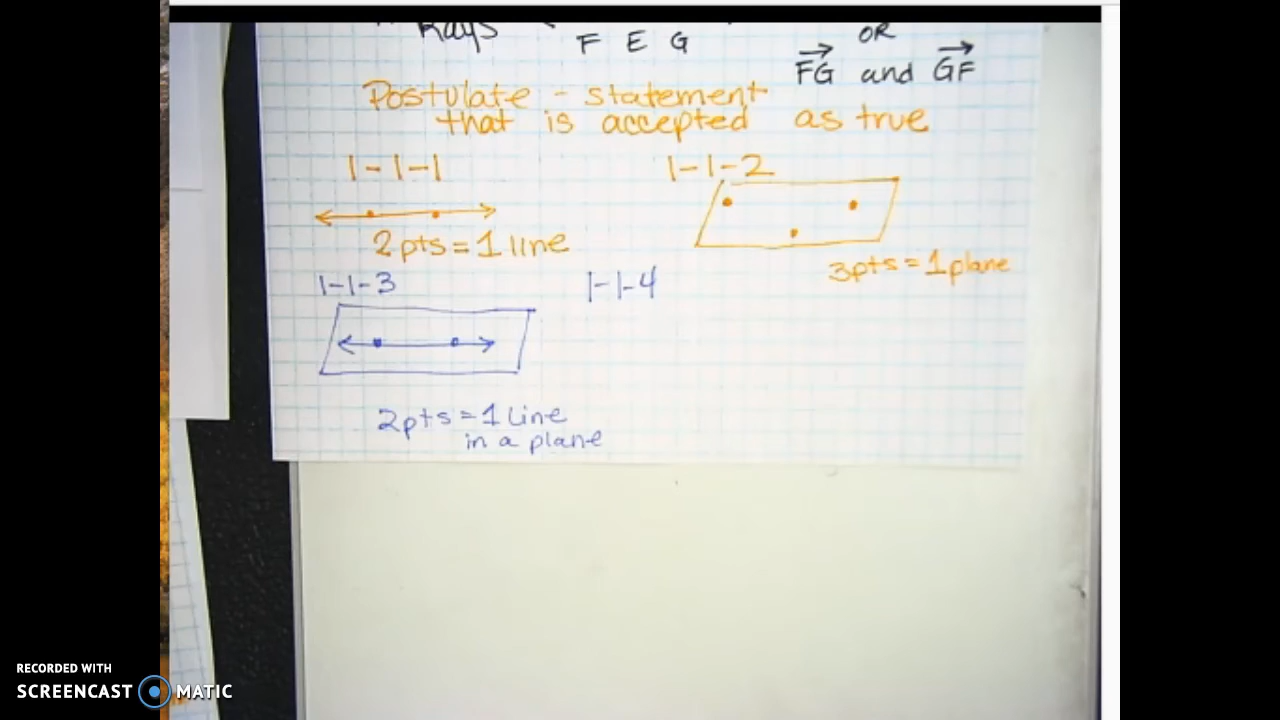 Rays
F E G
OR
FG and GF
Postulate - statement
that is accepted as true
1-1-1
1-1-2
2pts = 1 line
3pts = 1 plane
1-1-3
1-1-4
2pts = 1 Line
in a plane
RECORDED WITH
SCREENCAST MATIC